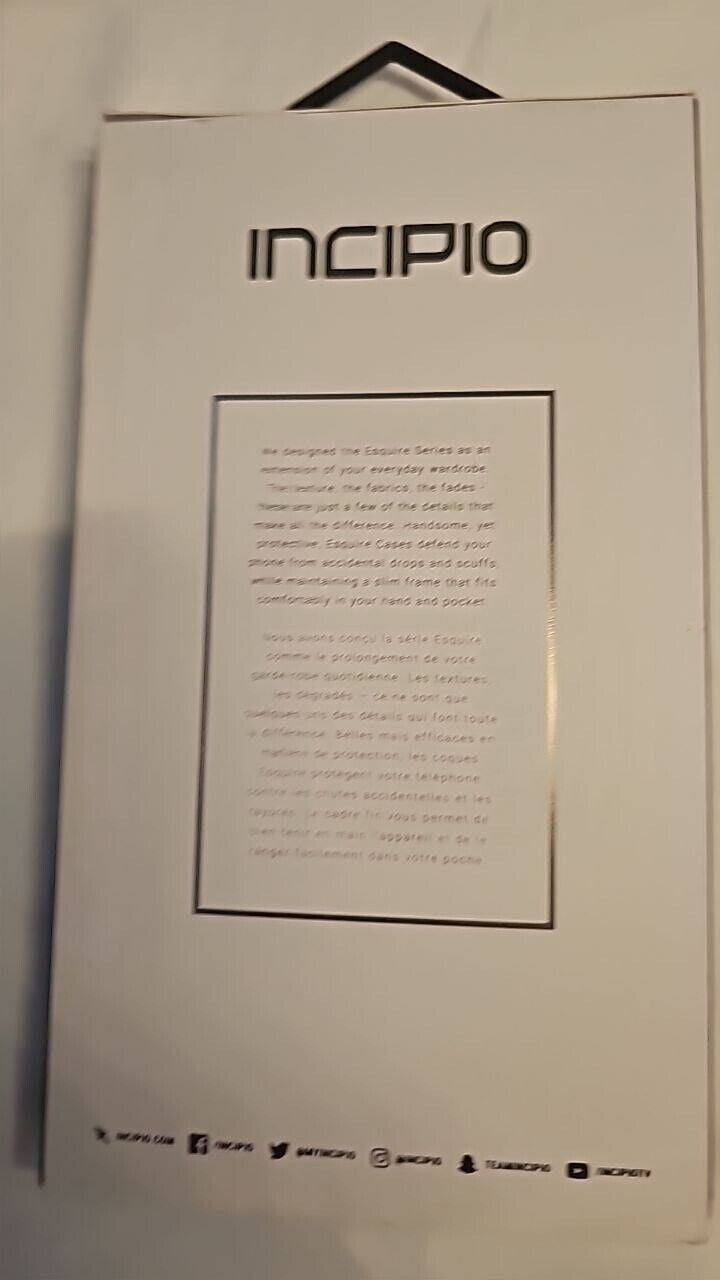 INCIPIO
We designed the Esquire Series as an
extension of your everyday wardrobe.
The texture, the fabrics, the fades -
these are just a few of the details that
make all the difference. Handsome, yet
protective, Esquire Cases defend your
phone from accidental drops and scuffs,
while maintaining a slim frame that fits
comfortably in your hand and pocket.
Nous avons conçu la série Esquire
comme le prolongement de votre
garde-robe quotidienne. Les textures,
les dégradés – ce ne sont que
quelques uns des détails qui font toute
la différence. Belles mais efficaces en
matière de protection, les coques
Esquire protègent votre téléphone
contre les chutes accidentelles et les
rayures. Le cadre fin vous permet de
bien tenir en main l'appareil et de le
ranger facilement dans votre poche.
INCIPIO.COM /INCIPIO @MYINCIPIO @INCIPIO TEAMINCIPIO /INCIPIOTV